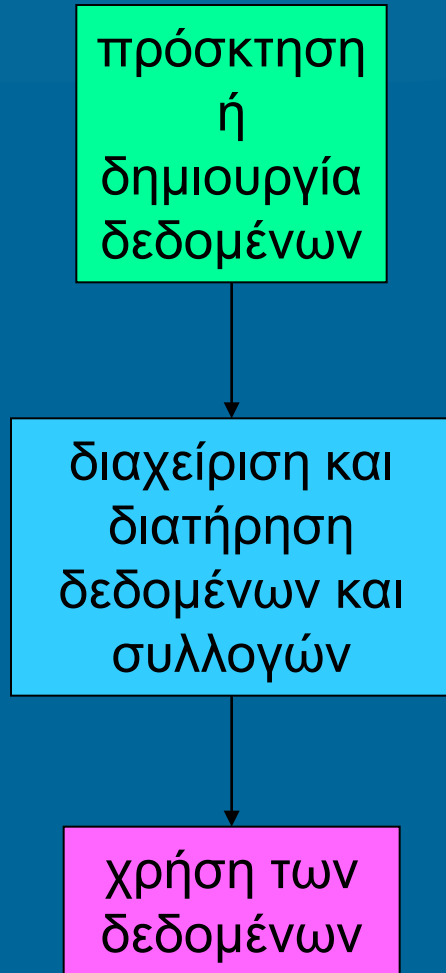 πρόσκτηση
ή
δημιουργία
δεδομένων
διαχείριση και
διατήρηση
δεδομένων και
συλλογών
χρήση των
δεδομένων